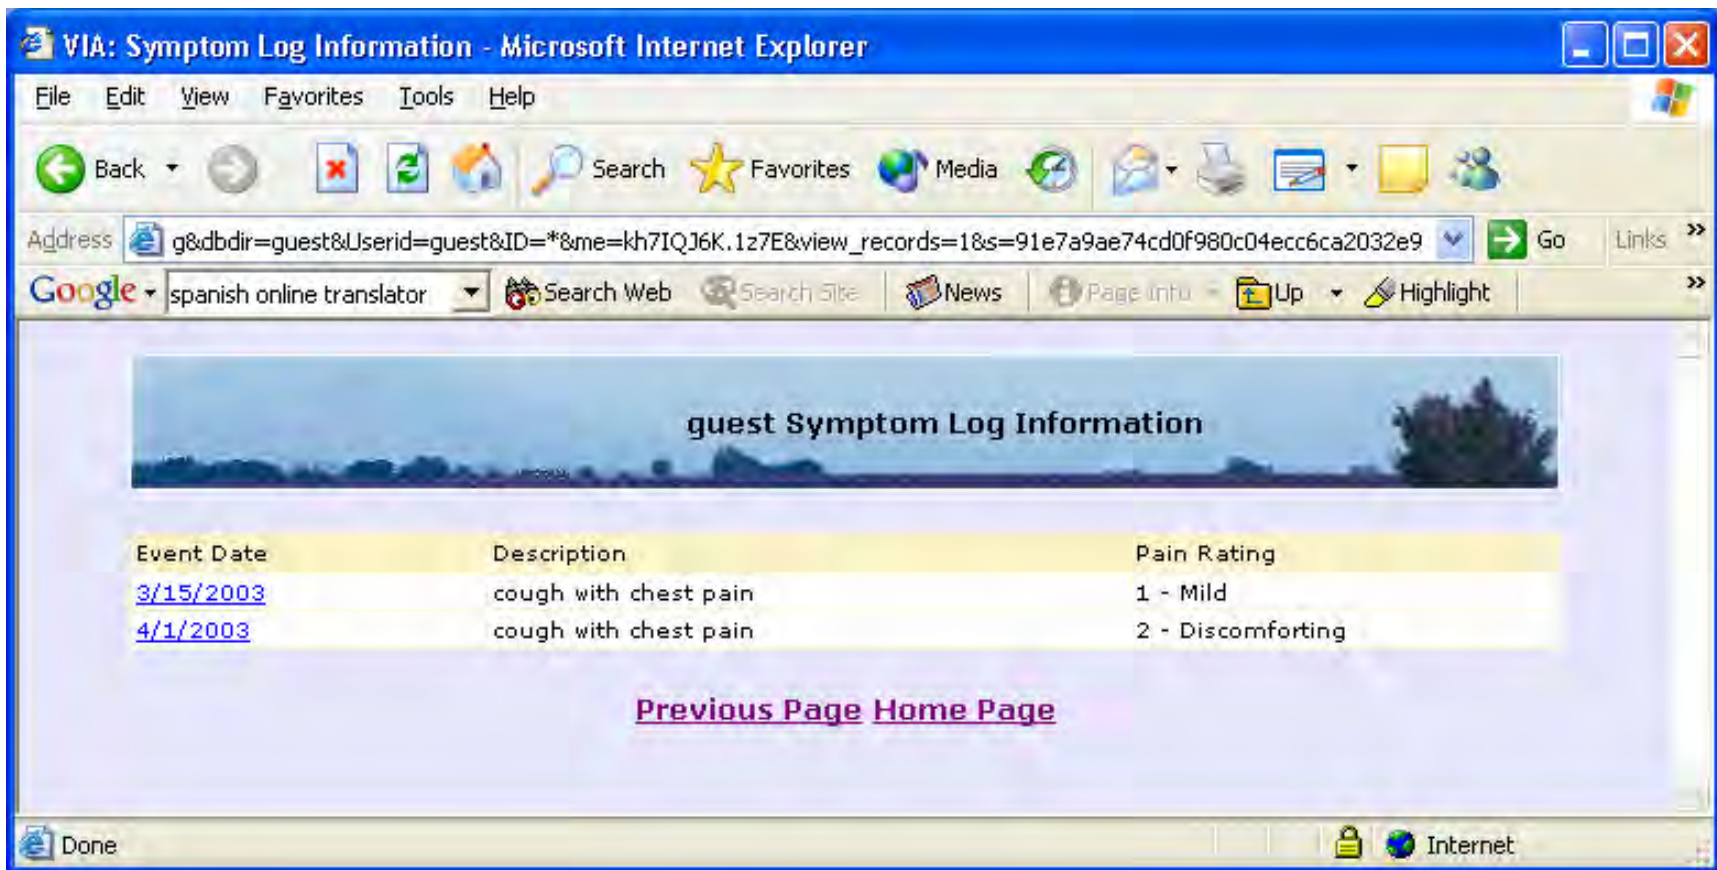 VIA: Symptom Log Information - Microsoft Internet Explorer
File Edit View Favorites Tools Help
Back Search Favorites Media
Address g&dbdir=guest&Userid=guest&ID=*&me=kh7IQJ6K.1z7E&view_records=1&s=91e7a9ae74cd0f980c04ecc6ca2032e9 Go Links »
Google spanish online translator Search Web Search Site News Page Info Up Highlight »
guest Symptom Log Information
Event Date Description Pain Rating
3/15/2003 cough with chest pain 1 - Mild
4/1/2003 cough with chest pain 2 - Discomforting
Previous Page Home Page
Done Internet